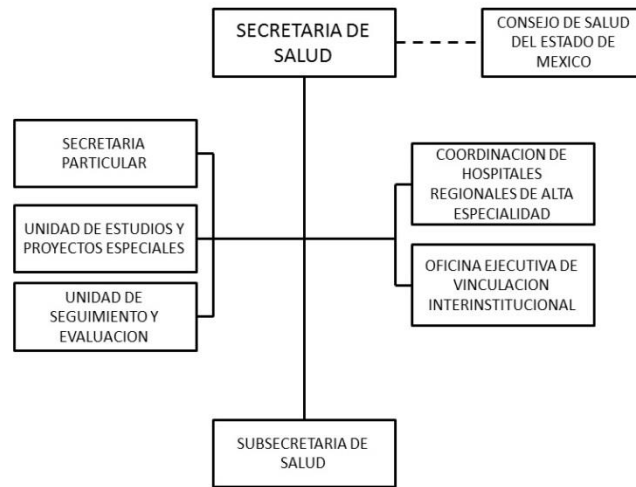 SECRETARIA DE
SALUD
CONSEJO DE SALUD
DEL ESTADO DE
MEXICO
SECRETARIA
PARTICULAR
UNIDAD DE ESTUDIOS Y
PROYECTOS ESPECIALES
UNIDAD DE
SEGUIMIENTO Y
EVALUACION
COORDINACION DE
HOSPITALES
REGIONALES DE ALTA
ESPECIALIDAD
OFICINA EJECUTIVA DE
VINCULACION
INTERINSTITUCIONAL
SUBSECRETARIA DE
SALUD